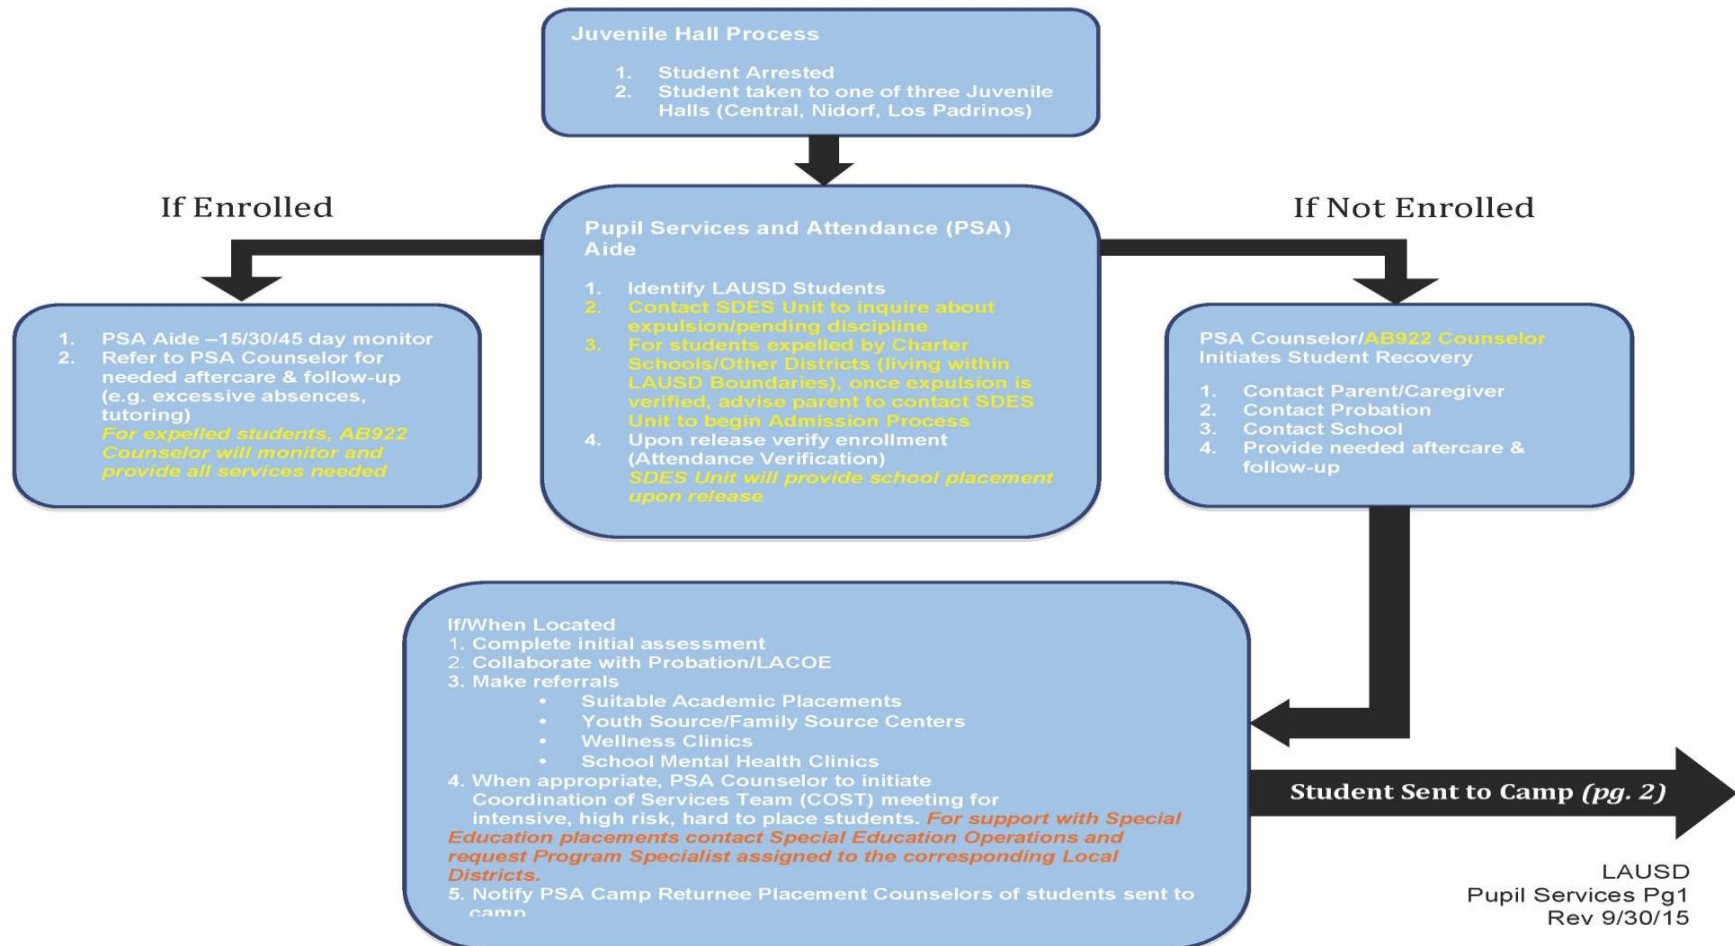 Juvenile Hall Process
1. Student Arrested
2. Student taken to one of three Juvenile
Halls (Central, Nidorf, Los Padrinos)
If Enrolled
If Not Enrolled
Pupil Services and Attendance (PSA)
Aide
1. Identify LAUSD Students
2. Contact SDES Unit to inquire about
expulsion/pending discipline
3. For students expelled by Charter
Schools/Other Districts (living within
LAUSD Boundaries), once expulsion is
verified, advise parent to contact SDES
Unit to begin Admission Process
4. Upon release verify enrollment
(Attendance Verification)
SDES Unit will provide school placement
upon release
1. PSA Aide –15/30/45 day monitor
2. Refer to PSA Counselor for
needed aftercare & follow-up
(e.g. excessive absences,
tutoring)
For expelled students, AB922
Counselor will monitor and
provide all services needed
PSA Counselor/AB922 Counselor
Initiates Student Recovery
1. Contact Parent/Caregiver
2. Contact Probation
3. Contact School
4. Provide needed aftercare &
follow-up
If/When Located
1. Complete initial assessment
2. Collaborate with Probation/LACOE
3. Make referrals
• Suitable Academic Placements
• Youth Source/Family Source Centers
• Wellness Clinics
• School Mental Health Clinics
4. When appropriate, PSA Counselor to initiate
Coordination of Services Team (COST) meeting for
intensive, high risk, hard to place students. For support with Special
Education placements contact Special Education Operations and
request Program Specialist assigned to the corresponding Local
Districts.
5. Notify PSA Camp Returnee Placement Counselors of students sent to
camp
Student Sent to Camp (pg. 2)
LAUSD
Pupil Services Pg1
Rev 9/30/15